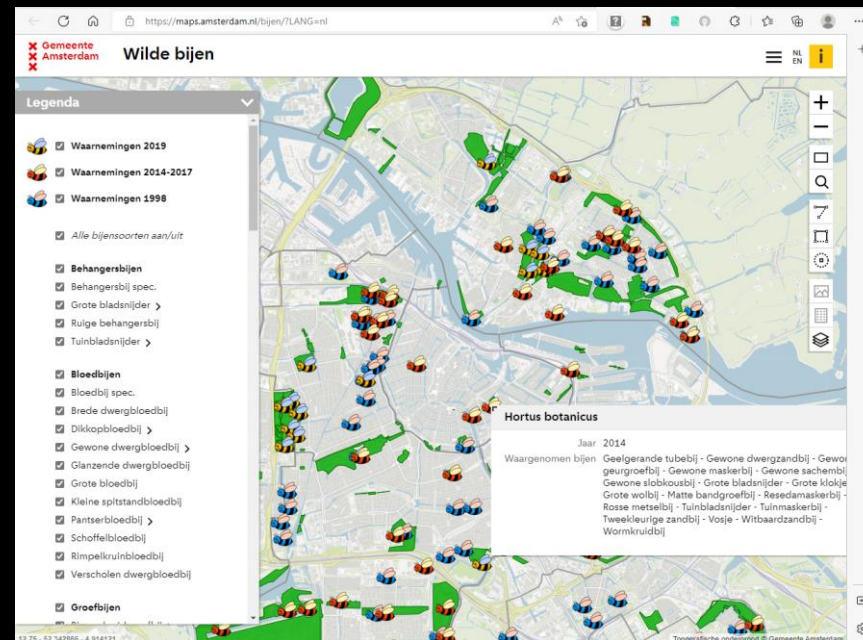 https://maps.amsterdam.nl/bijen/?LANG=nl
Gemeente
Amsterdam
Wilde bijen
NL
EN
i
Legenda
Waarnemingen 2019
Waarnemingen 2014-2017
Waarnemingen 1998
Alle bijensoorten aan/uit
Behangersbijen
Behangersbij spec.
Grote bladsnijder
Ruige behangersbij
Tuinbladsnijder
Bloedbijen
Bloedbij spec.
Brede dwergbloedbij
Dikkopbloedbij
Gewone dwergbloedbij
Glanzende dwergbloedbij
Grote bloedbij
Kleine spitstandbloedbij
Pantserbloedbij
Schoffelbloedbij
Rimpelkruinbloedbij
Verscholen dwergbloedbij
Groefbijen
Hortus botanicus
Jaar 2014
Waargenomen bijen Geelgerande tubebij - Gewone dwergzandbij - Gewo
geurgroefbij - Gewone maskerbij - Gewone sachembij
Gewone slobkousbij - Grote bladsnijder - Grote klokje
Grote wolbij - Matte bandgroefbij - Resedamaskerbij -
Rosse metselbij - Tuinbladsnijder - Tuinmaskerbij -
Tweekleurige zandbij - Vosje - Witbaardzandbij -
Wormkruidbij
Topografische ondergrond © Gemeente Amsterdam